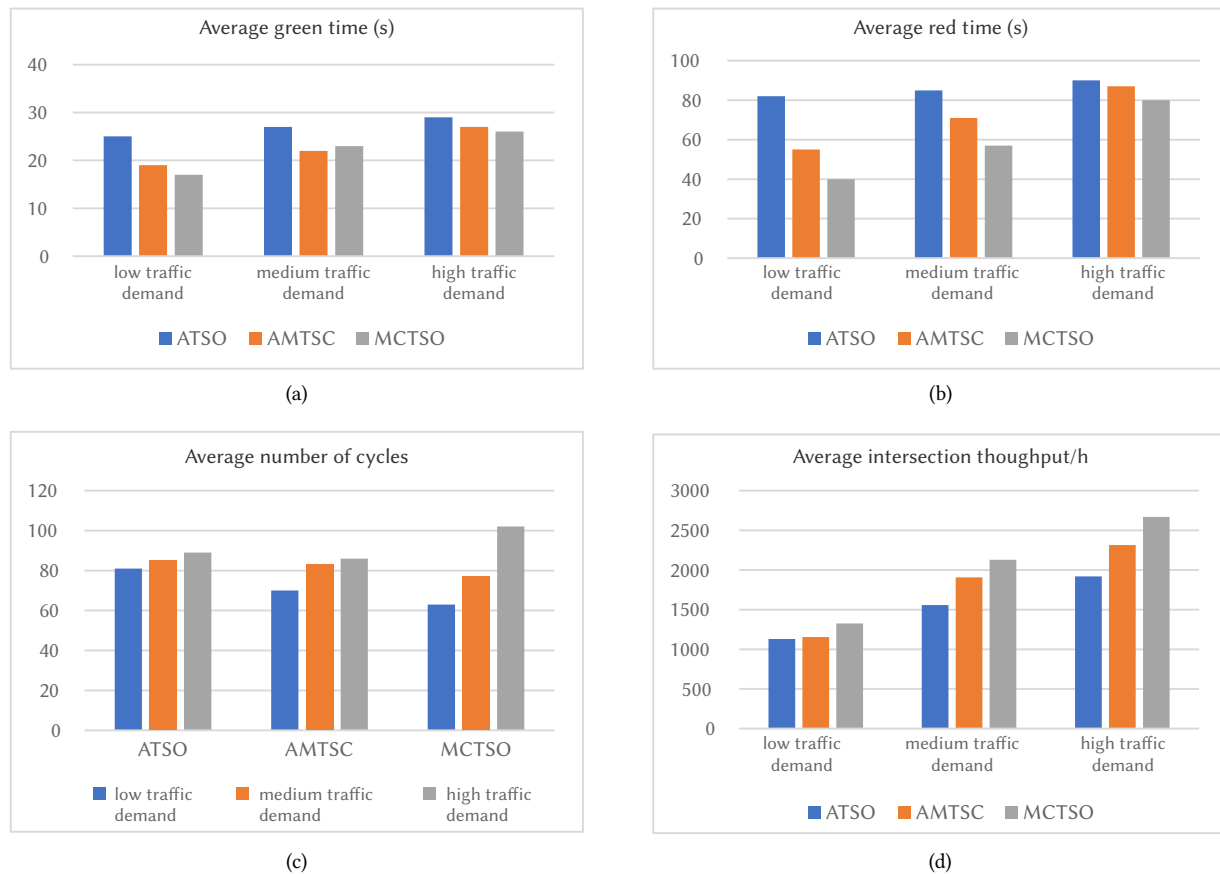 Average green time (s)
40
30
20
10
0
low traffic demand
medium traffic demand
high traffic demand
ATSO AMTSC MCTSO
(a)
Average red time (s)
100
80
60
40
20
0
low traffic demand
medium traffic demand
high traffic demand
ATSO AMTSC MCTSO
(b)
Average number of cycles
120
100
80
60
40
20
0
ATSO AMTSC MCTSO
low traffic demand
medium traffic demand
high traffic demand
(c)
Average intersection thoughput/h
3000
2500
2000
1500
1000
500
0
low traffic demand
medium traffic demand
high traffic demand
ATSO AMTSC MCTSO
(d)